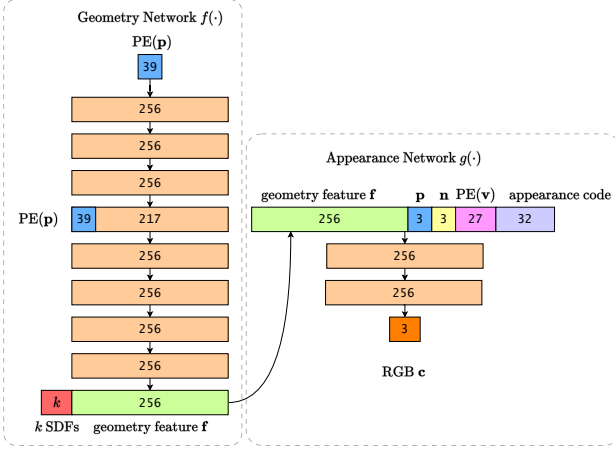 Geometry Network f(·)
PE(p)
39
256
256
256
PE(p) 39 217
256
256
256
256
k 256
k SDFs geometry feature f
Appearance Network g(·)
geometry feature f p n PE(v) appearance code
256 3 3 27 32
256
256
3
RGB c